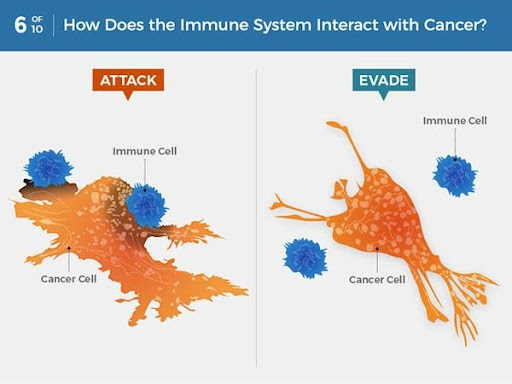 6 OF 10 How Does the Immune System Interact with Cancer?
ATTACK
EVADE
Immune Cell
Immune Cell
Cancer Cell
Cancer Cell